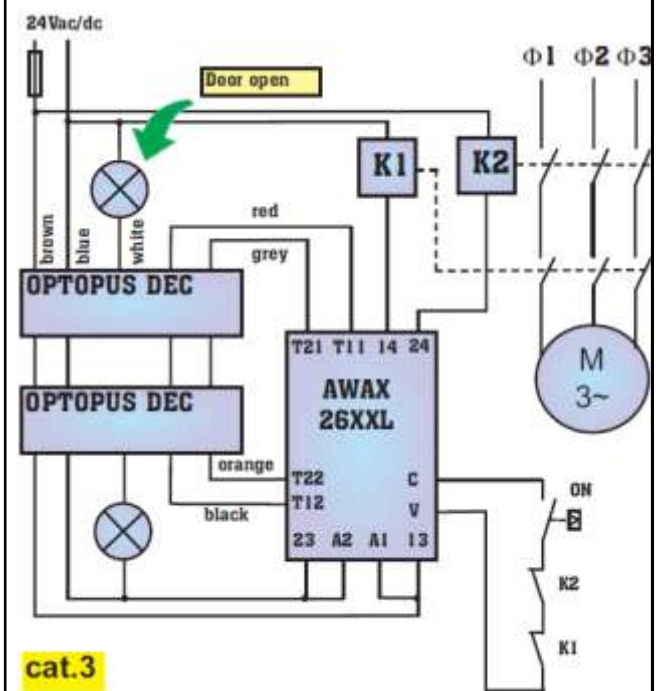 24Vac/dc
Door open
Φ1 Φ2 Φ3
K1
K2
brown
blue
white
red
grey
OPTOPUS DEC
T21 T11 14 24
M
3~
AWAX
26XXL
OPTOPUS DEC
orange
T22
C
ON
black
T12
V
23 A2 A1 13
K2
K1
cat.3